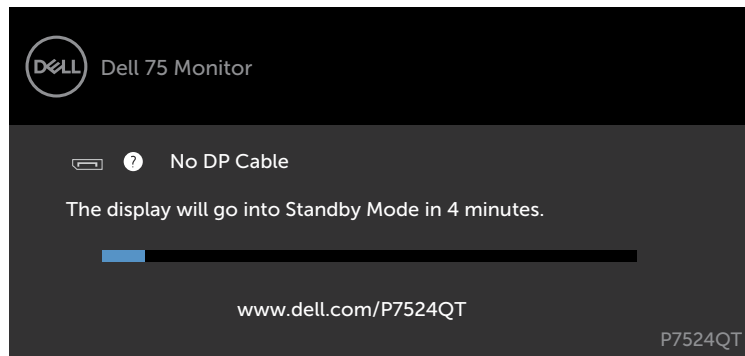 DELL Dell 75 Monitor
? No DP Cable
The display will go into Standby Mode in 4 minutes.
www.dell.com/P7524QT
P7524QT